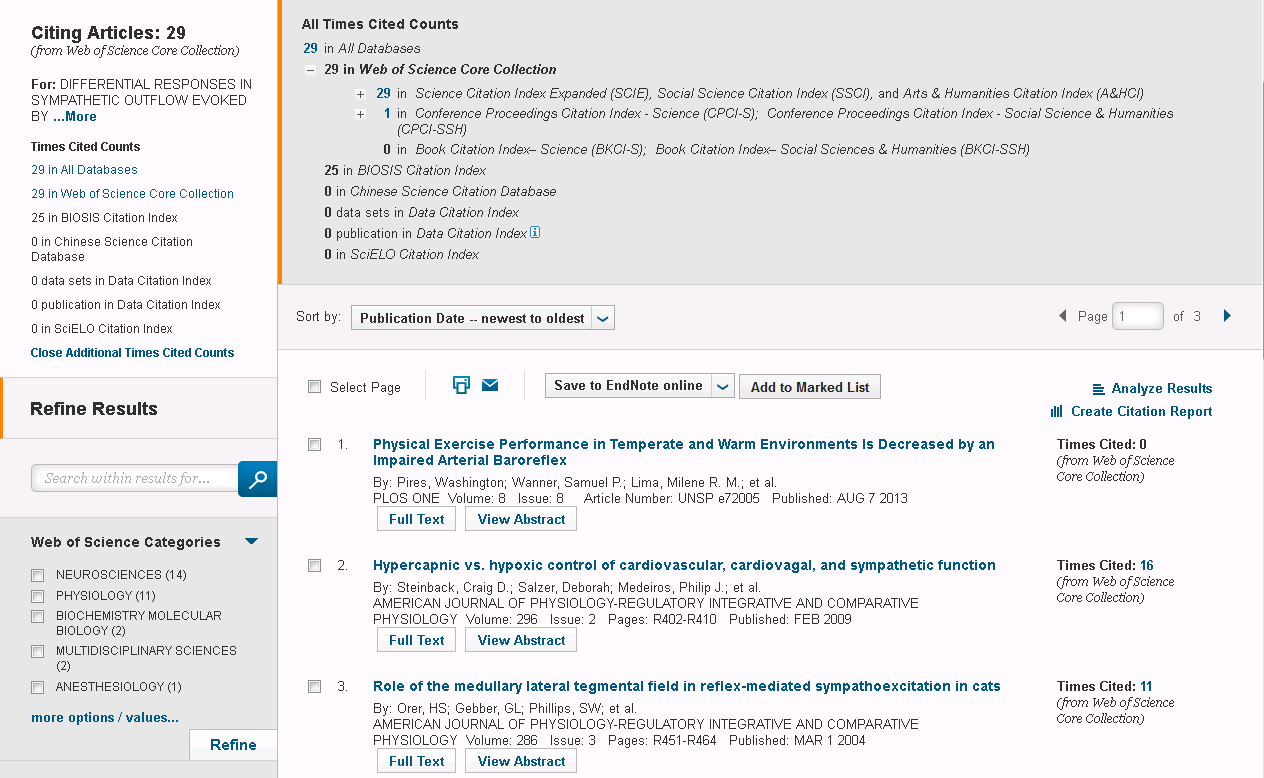 Citing Articles: 29
(from Web of Science Core Collection)
For: DIFFERENTIAL RESPONSES IN
SYMPATHETIC OUTFLOW EVOKED
BY ...More
Times Cited Counts
29 in All Databases
29 in Web of Science Core Collection
25 in BIOSIS Citation Index
0 in Chinese Science Citation
Database
0 data sets in Data Citation Index
0 publication in Data Citation Index
0 in SciELO Citation Index
Close Additional Times Cited Counts
Refine Results
Search within results for...
Web of Science Categories
NEUROSCIENCES (14)
PHYSIOLOGY (11)
BIOCHEMISTRY MOLECULAR
BIOLOGY (2)
MULTIDISCIPLINARY SCIENCES
(2)
ANESTHESIOLOGY (1)
more options / values...
Refine
All Times Cited Counts
29 in All Databases
29 in Web of Science Core Collection
29 in Science Citation Index Expanded (SCIE), Social Science Citation Index (SSCI), and Arts & Humanities Citation Index (A&HCI)
1 in Conference Proceedings Citation Index - Science (CPCI-S); Conference Proceedings Citation Index - Social Science & Humanities
(CPCI-SSH)
0 in Book Citation Index– Science (BKCI-S); Book Citation Index– Social Sciences & Humanities (BKCI-SSH)
25 in BIOSIS Citation Index
0 in Chinese Science Citation Database
0 data sets in Data Citation Index
0 publication in Data Citation Index
0 in SciELO Citation Index
Sort by: Publication Date -- newest to oldest Page 1 of 3
Select Page Save to EndNote online Add to Marked List
Analyze Results
Create Citation Report
1. Physical Exercise Performance in Temperate and Warm Environments Is Decreased by an
Impaired Arterial Baroreflex
By: Pires, Washington; Wanner, Samuel P.; Lima, Milene R. M.; et al.
PLOS ONE Volume: 8 Issue: 8 Article Number: UNSP e72005 Published: AUG 7 2013
Full Text View Abstract
Times Cited: 0
(from Web of Science
Core Collection)
2. Hypercapnic vs. hypoxic control of cardiovascular, cardiovagal, and sympathetic function
By: Steinback, Craig D.; Salzer, Deborah; Medeiros, Philip J.; et al.
AMERICAN JOURNAL OF PHYSIOLOGY-REGULATORY INTEGRATIVE AND COMPARATIVE
PHYSIOLOGY Volume: 296 Issue: 2 Pages: R402-R410 Published: FEB 2009
Full Text View Abstract
Times Cited: 16
(from Web of Science
Core Collection)
3. Role of the medullary lateral tegmental field in reflex-mediated sympathoexcitation in cats
By: Orer, HS; Gebber, GL; Phillips, SW; et al.
AMERICAN JOURNAL OF PHYSIOLOGY-REGULATORY INTEGRATIVE AND COMPARATIVE
PHYSIOLOGY Volume: 286 Issue: 3 Pages: R451-R464 Published: MAR 1 2004
Full Text View Abstract
Times Cited: 11
(from Web of Science
Core Collection)